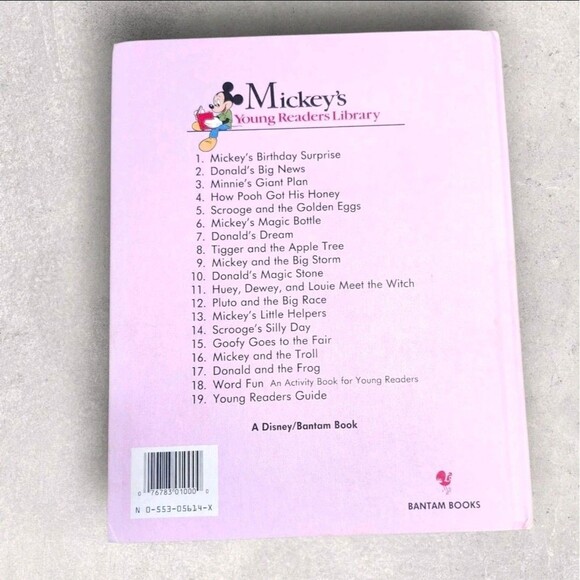 Mickey's
Young Readers Library
1. Mickey's Birthday Surprise
2. Donald's Big News
3. Minnie's Giant Plan
4. How Pooh Got His Honey
5. Scrooge and the Golden Eggs
6. Mickey's Magic Bottle
7. Donald's Dream
8. Tigger and the Apple Tree
9. Mickey and the Big Storm
10. Donald's Magic Stone
11. Huey, Dewey, and Louie Meet the Witch
12. Pluto and the Big Race
13. Mickey's Little Helpers
14. Scrooge's Silly Day
15. Goofy Goes to the Fair
16. Mickey and the Troll
17. Donald and the Frog
18. Word Fun An Activity Book for Young Readers
19. Young Readers Guide
A Disney/Bantam Book
0 76783 01000 0
N 0-553-05614-X
BANTAM BOOKS